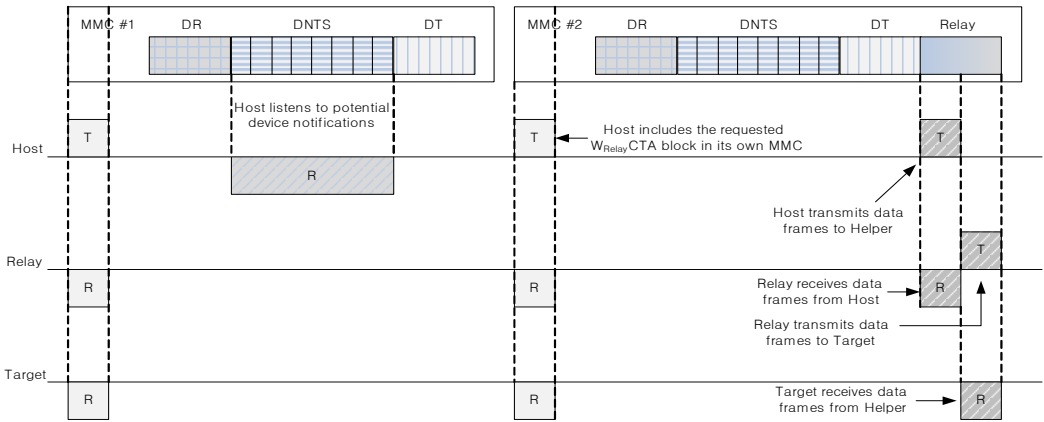 MMC #1 DR DNTS DT
MMC #2 DR DNTS DT Relay
Host listens to potential
device notifications
T
T
Host includes the requested
WRelayCTA block in its own MMC
T
Host
R
Host transmits data
frames to Helper
T
Relay
R
R
Relay receives data
frames from Host
R
Relay transmits data
frames to Target
Target
R
R
Target receives data
frames from Helper
R